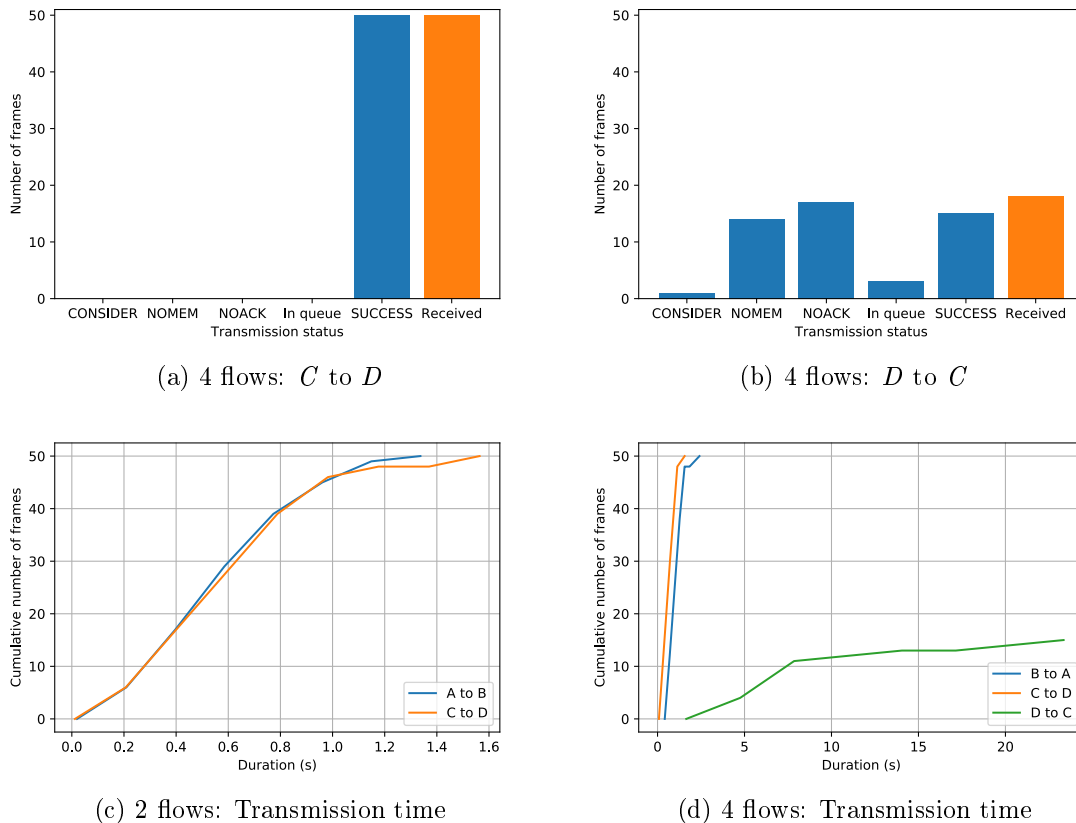 50
40
30
20
10
0
Number of frames
CONSIDER NOMEM NOACK In queue SUCCESS Received
Transmission status
(a) 4 flows: C to D
50
40
30
20
10
0
Number of frames
CONSIDER NOMEM NOACK In queue SUCCESS Received
Transmission status
(b) 4 flows: D to C
50
40
30
20
10
0
Cumulative number of frames
A to B
C to D
0.0 0.2 0.4 0.6 0.8 1.0 1.2 1.4 1.6
Duration (s)
(c) 2 flows: Transmission time
50
40
30
20
10
0
Cumulative number of frames
B to A
C to D
D to C
0 5 10 15 20
Duration (s)
(d) 4 flows: Transmission time